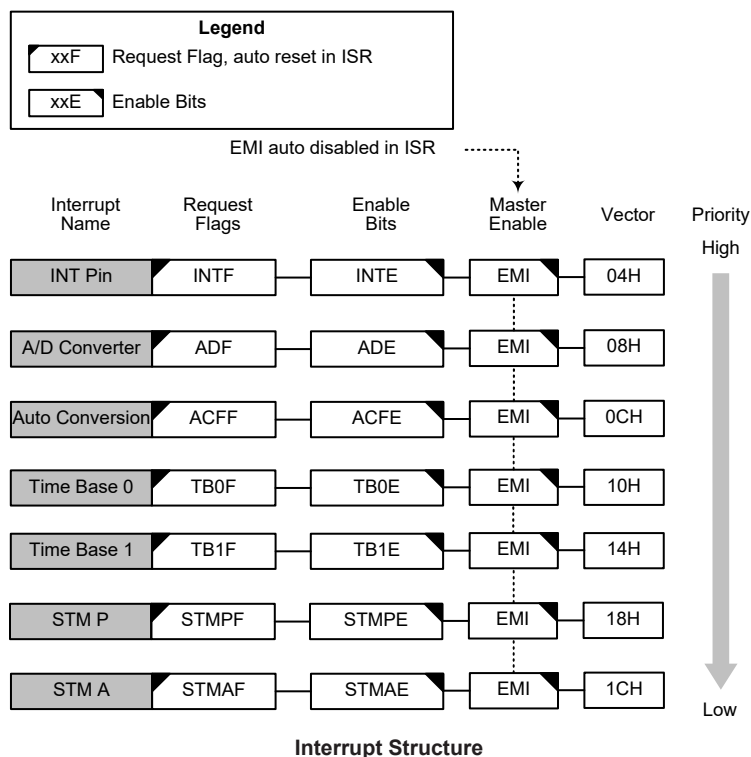 Legend
xxF Request Flag, auto reset in ISR
xxE Enable Bits
EMI auto disabled in ISR
Interrupt Name Request Flags Enable Bits Master Enable Vector Priority
High
INT Pin INTF INTE EMI 04H
A/D Converter ADF ADE EMI 08H
Auto Conversion ACFF ACFE EMI 0CH
Time Base 0 TB0F TB0E EMI 10H
Time Base 1 TB1F TB1E EMI 14H
STM P STMPF STMPE EMI 18H
STM A STMAF STMAE EMI 1CH
Low
Interrupt Structure